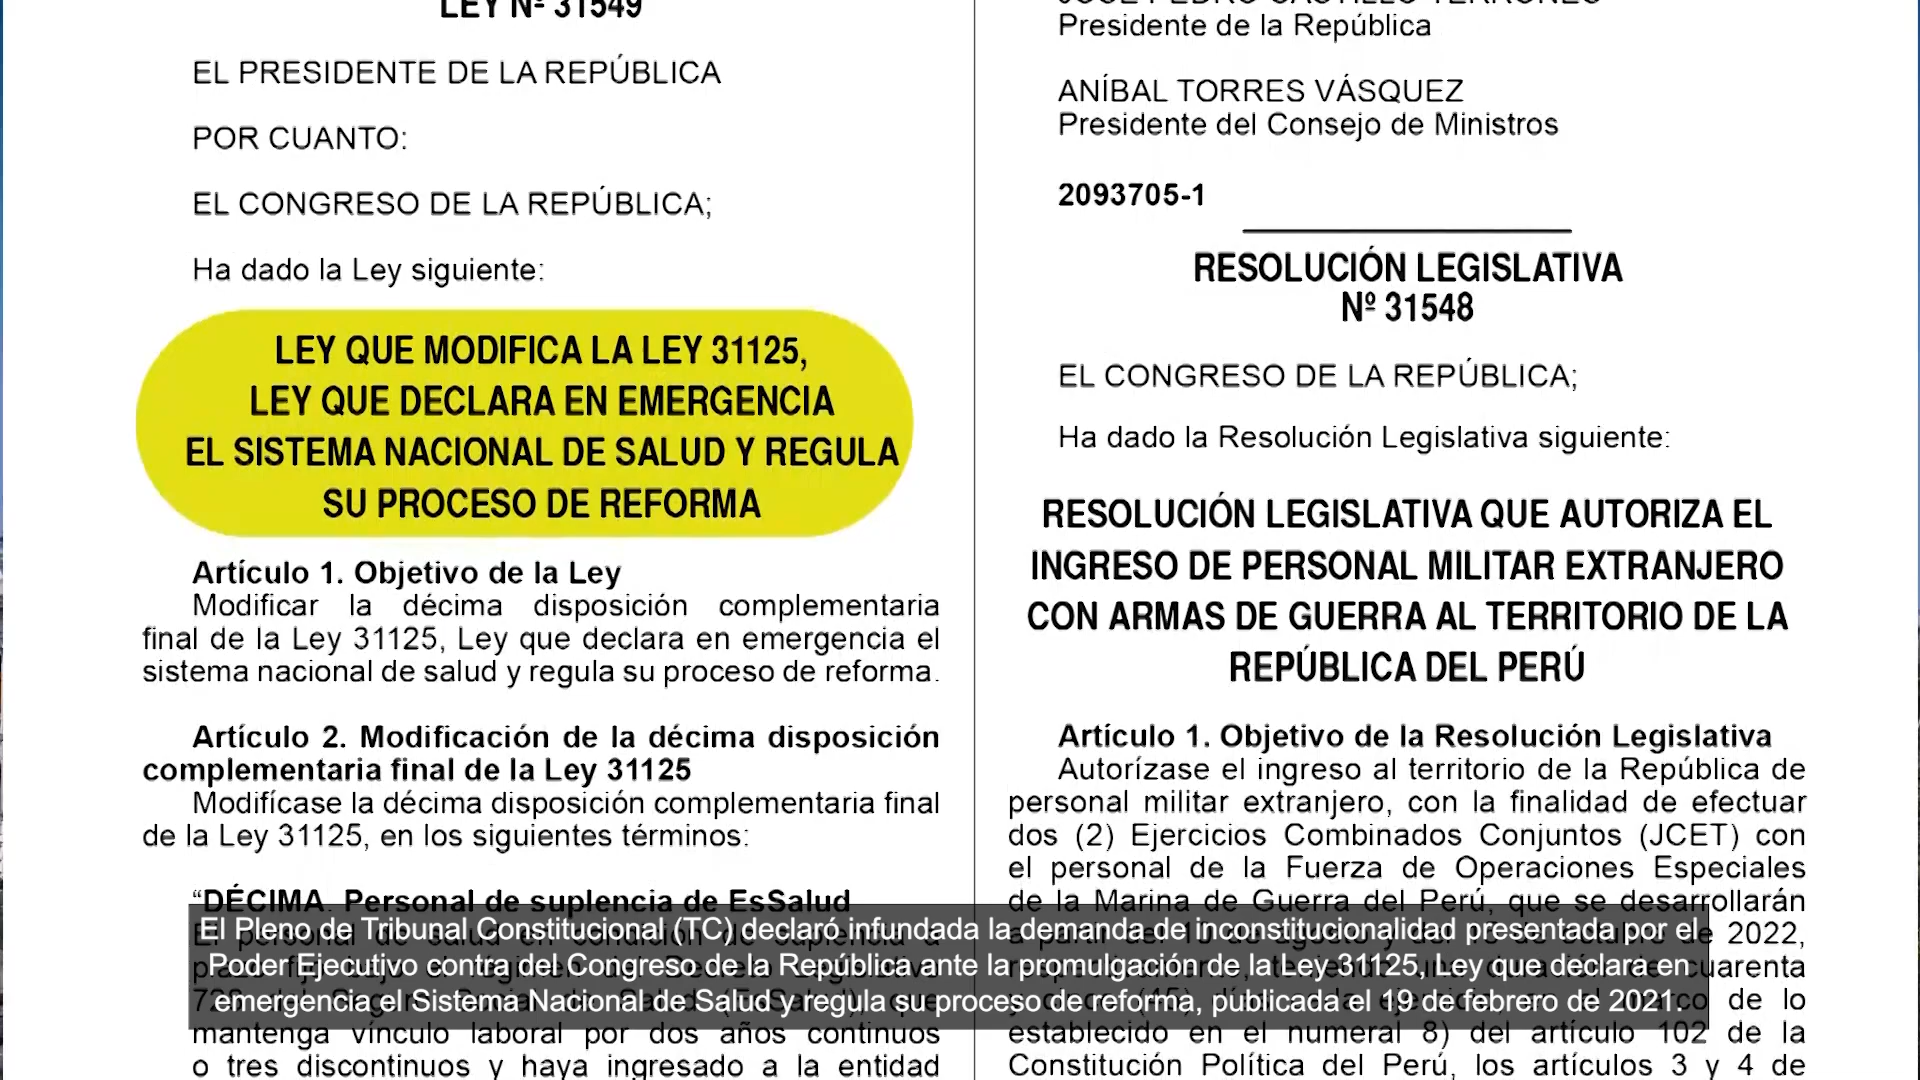 LEY Nº 31549
EL PRESIDENTE DE LA REPÚBLICA
POR CUANTO:
EL CONGRESO DE LA REPÚBLICA;
Ha dado la Ley siguiente:
LEY QUE MODIFICA LA LEY 31125,
LEY QUE DECLARA EN EMERGENCIA
EL SISTEMA NACIONAL DE SALUD Y REGULA
SU PROCESO DE REFORMA
Artículo 1. Objetivo de la Ley
Modificar la décima disposición complementaria
final de la Ley 31125, Ley que declara en emergencia el
sistema nacional de salud y regula su proceso de reforma.
Artículo 2. Modificación de la décima disposición
complementaria final de la Ley 31125
Modifícase la décima disposición complementaria final
de la Ley 31125, en los siguientes términos:
“DÉCIMA. Personal de suplencia de EsSalud
mantenga vínculo laboral por dos años continuos
o tres discontinuos y haya ingresado a la entidad
JOSÉ PEDRO CASTILLO TERRONES
Presidente de la República
ANÍBAL TORRES VÁSQUEZ
Presidente del Consejo de Ministros
2093705-1
RESOLUCIÓN LEGISLATIVA
Nº 31548
EL CONGRESO DE LA REPÚBLICA;
Ha dado la Resolución Legislativa siguiente:
RESOLUCIÓN LEGISLATIVA QUE AUTORIZA EL
INGRESO DE PERSONAL MILITAR EXTRANJERO
CON ARMAS DE GUERRA AL TERRITORIO DE LA
REPÚBLICA DEL PERÚ
Artículo 1. Objetivo de la Resolución Legislativa
Autorízase el ingreso al territorio de la República de
personal militar extranjero, con la finalidad de efectuar
dos (2) Ejercicios Combinados Conjuntos (JCET) con
el personal de la Fuerza de Operaciones Especiales
de la Marina de Guerra del Perú, que se desarrollarán
2022,
cuarenta
de lo
establecido en el numeral 8) del artículo 102 de la
Constitución Política del Perú, los artículos 3 y 4 de
El Pleno de Tribunal Constitucional (TC) declaró infundada la demanda de inconstitucionalidad presentada por el
Poder Ejecutivo contra del Congreso de la República ante la promulgación de la Ley 31125, Ley que declara en
emergencia el Sistema Nacional de Salud y regula su proceso de reforma, publicada el 19 de febrero de 2021.